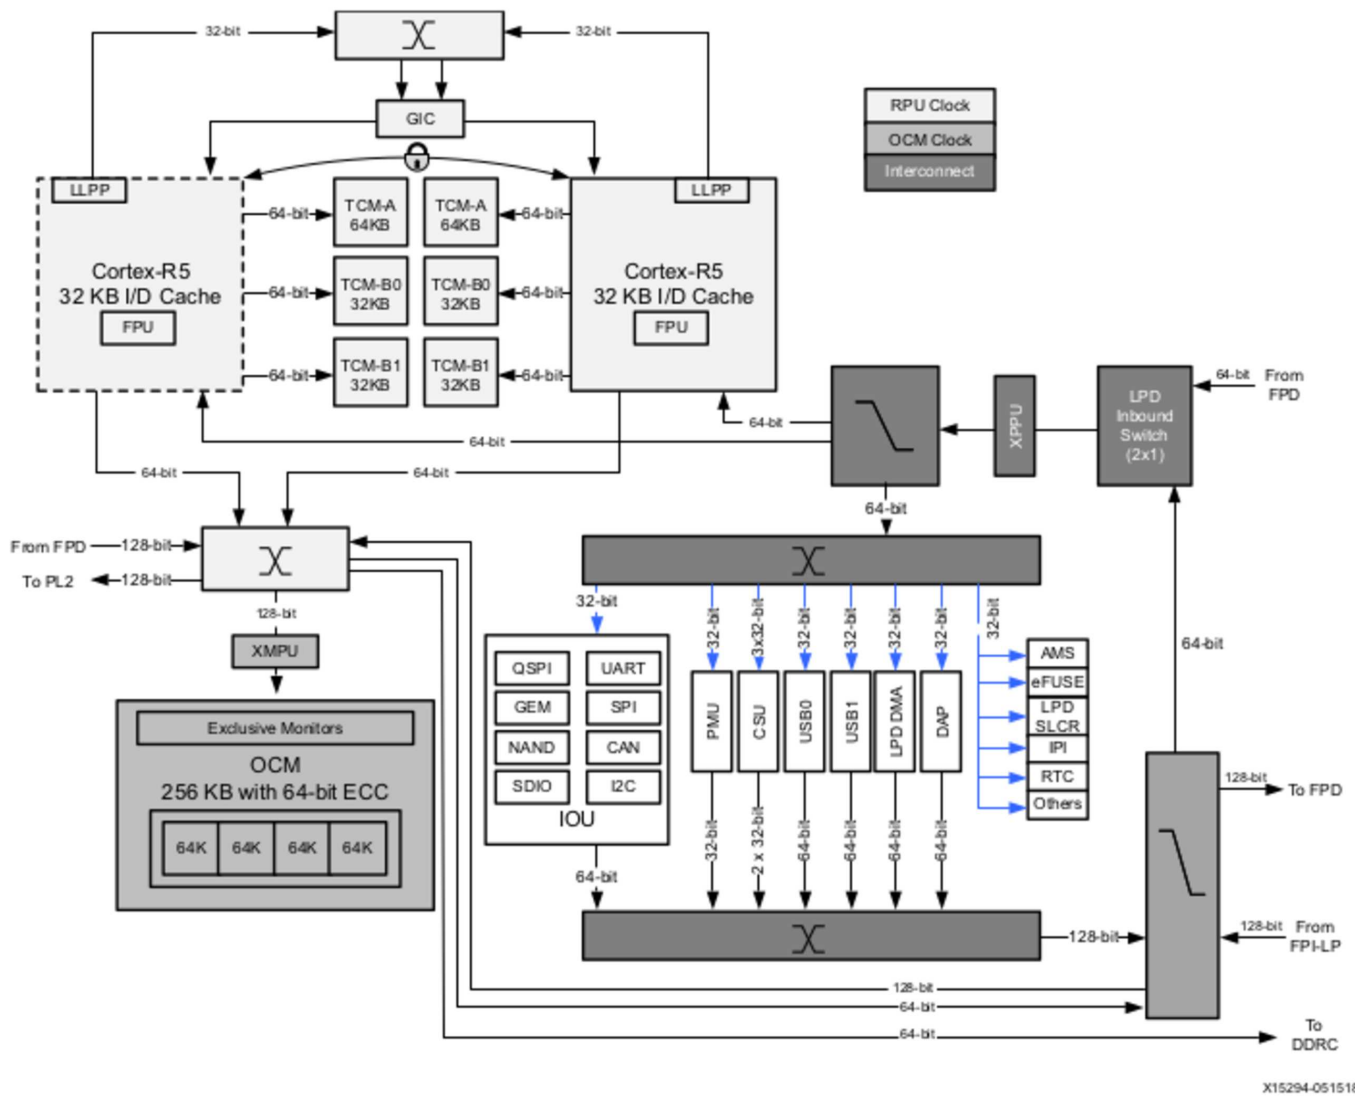 32-bit
32-bit
GIC
RPU Clock
OCM Clock
Interconnect
LLPP
Cortex-R5
32 KB I/D Cache
FPU
64-bit
64-bit
64-bit
TCM-A
64KB
TCM-A
64KB
TCM-B0
32KB
TCM-B0
32KB
TCM-B1
32KB
TCM-B1
32KB
64-bit
64-bit
64-bit
LLPP
Cortex-R5
32 KB I/D Cache
FPU
64-bit
64-bit
64-bit
64-bit
XPPU
LPD
Inbound
Switch
(2x1)
64-bit
From
FPD
64-bit
From FPD
128-bit
To PL2
128-bit
128-bit
XMPU
Exclusive Monitors
OCM
256 KB with 64-bit ECC
64K
64K
64K
64K
32-bit
32-bit
3x32-bit
32-bit
32-bit
32-bit
32-bit
32-bit
QSPI
UART
GEM
SPI
NAND
CAN
SDIO
I2C
IOU
PMU
CSU
USB0
USB1
LPD DMA
DAP
AMS
eFUSE
LPD
SLCR
IPI
RTC
Others
64-bit
64-bit
32-bit
2 x 32-bit
64-bit
64-bit
64-bit
64-bit
128-bit
To FPD
128-bit
128-bit
From
FPI-LP
128-bit
64-bit
64-bit
To
DDRC
X15294-051518